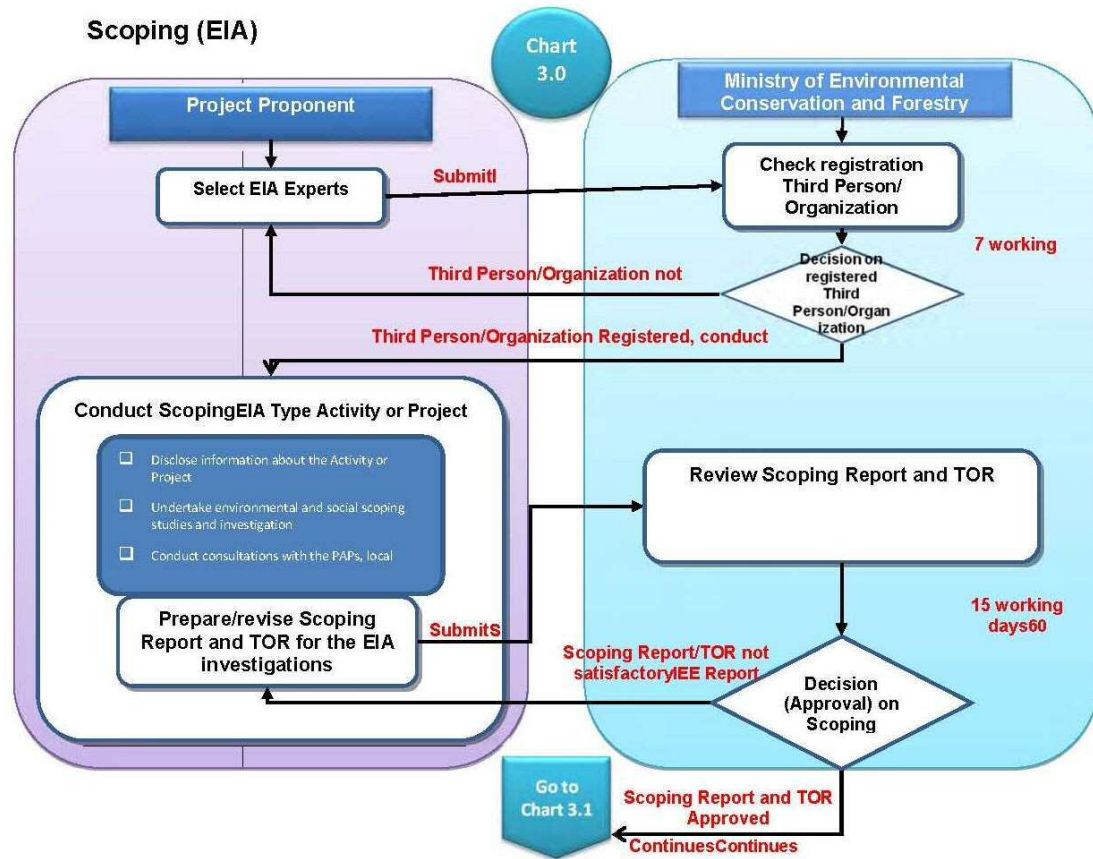 Scoping (EIA)
Chart
3.0
Project Proponent
Ministry of Environmental
Conservation and Forestry
Select EIA Experts
SubmitI
Check registration
Third Person/
Organization
7 working
Third Person/Organization not
Decision on
registered
Third
Person/Organ
ization
Third Person/Organization Registered, conduct
Conduct ScopingEIA Type Activity or Project
Disclose information about the Activity or
Project
Undertake environmental and social scoping
studies and investigation
Conduct consultations with the PAPs, local
Review Scoping Report and TOR
Prepare/revise Scoping
Report and TOR for the EIA
investigations
SubmitS
15 working
days60
Scoping Report/TOR not
satisfactoryIEE Report
Decision
(Approval) on
Scoping
Go to
Chart 3.1
Scoping Report and TOR
Approved
ContinuesContinues